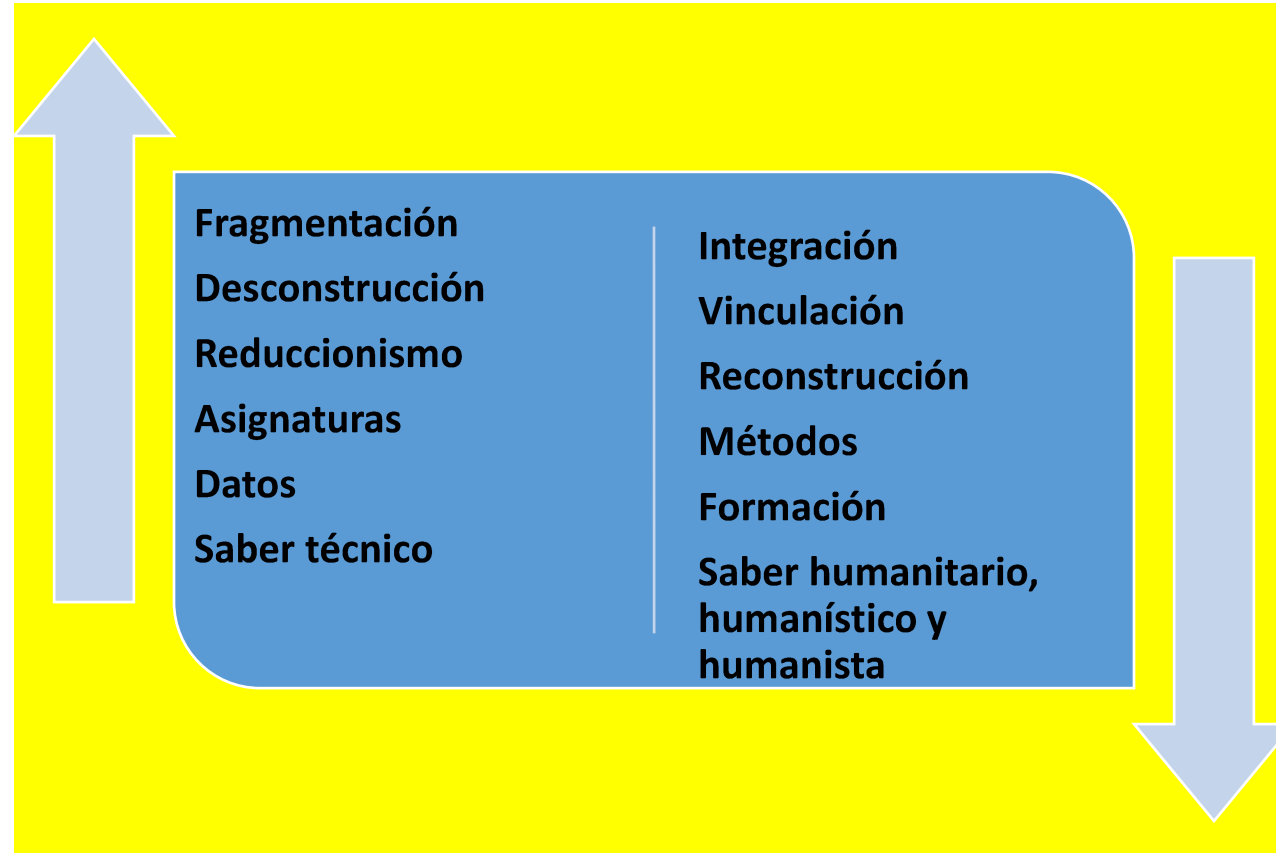 Fragmentación
Desconstrucción
Reduccionismo
Asignaturas
Datos
Saber técnico
Integración
Vinculación
Reconstrucción
Métodos
Formación
Saber humanitario,
humanístico y
humanista